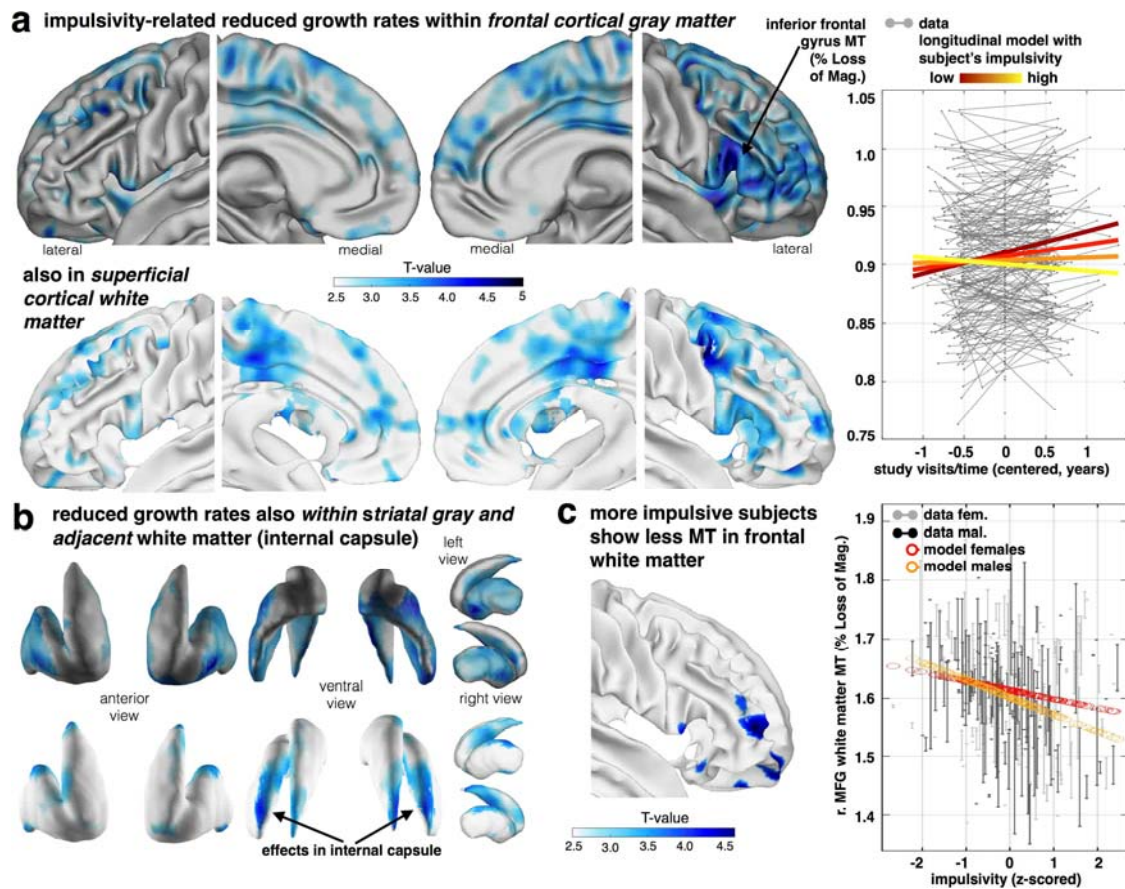 a impulsivity-related reduced growth rates within frontal cortical gray matter
inferior frontal
gyrus MT
(% Loss
of Mag.)
lateral
medial
medial
lateral
also in superficial
cortical white
matter
T-value
2.5 3.0 3.5 4.0 4.5 5
data
longitudinal model with
subject's impulsivity
low high
1.05
1.0
0.95
0.9
0.85
0.8
0.75
-1 -0.5 0 0.5 1
study visits/time (centered, years)
b reduced growth rates also within striatal gray and
adjacent white matter (internal capsule)
left
view
anterior
view
ventral
view
right view
effects in internal capsule
c more impulsive subjects
show less MT in frontal
white matter
T-value
2.5 3.0 3.5 4.0 4.5
data fem.
data mal.
model females
model males
r. MFG white matter MT (% Loss of Mag.)
1.9
1.8
1.7
1.6
1.5
1.4
-2 -1 0 1 2
impulsivity (z-scored)